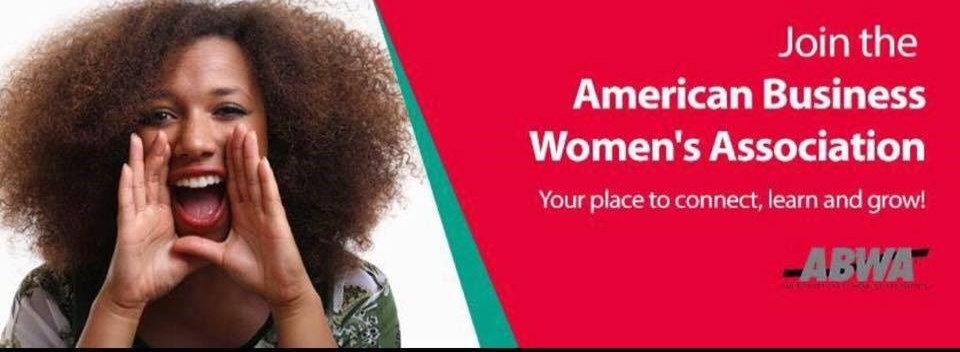 Join the
American Business
Women's Association
Your place to connect, learn and grow!
ABWA